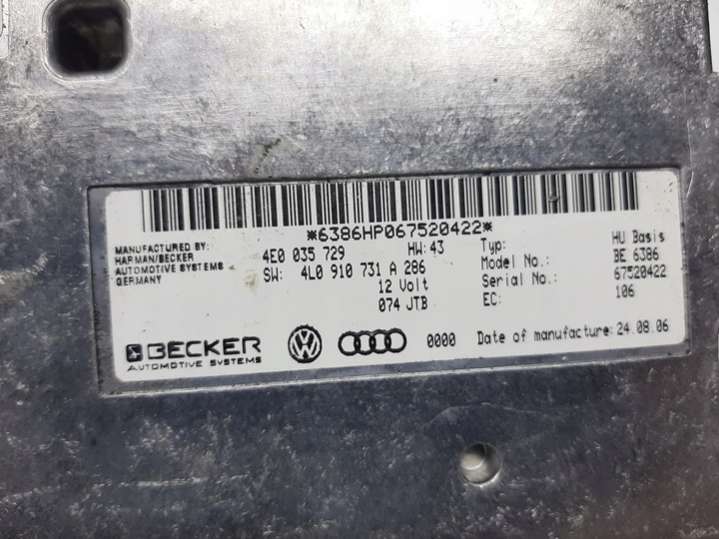 *6386HP067520422*
MANUFACTURED BY:
HARMAN/BECKER
AUTOMOTIVE SYSTEMS
GERMANY
4E0 035 729 HW: 43
SW: 4L0 910 731 A 286
12 Volt
074 JTB
Typ: HU Basis
Model No.: BE 6386
Serial No.: 67520422
EC: 106
BECKER
AUTOMOTIVE SYSTEMS
VW
0000
Date of manufacture: 24.08.06